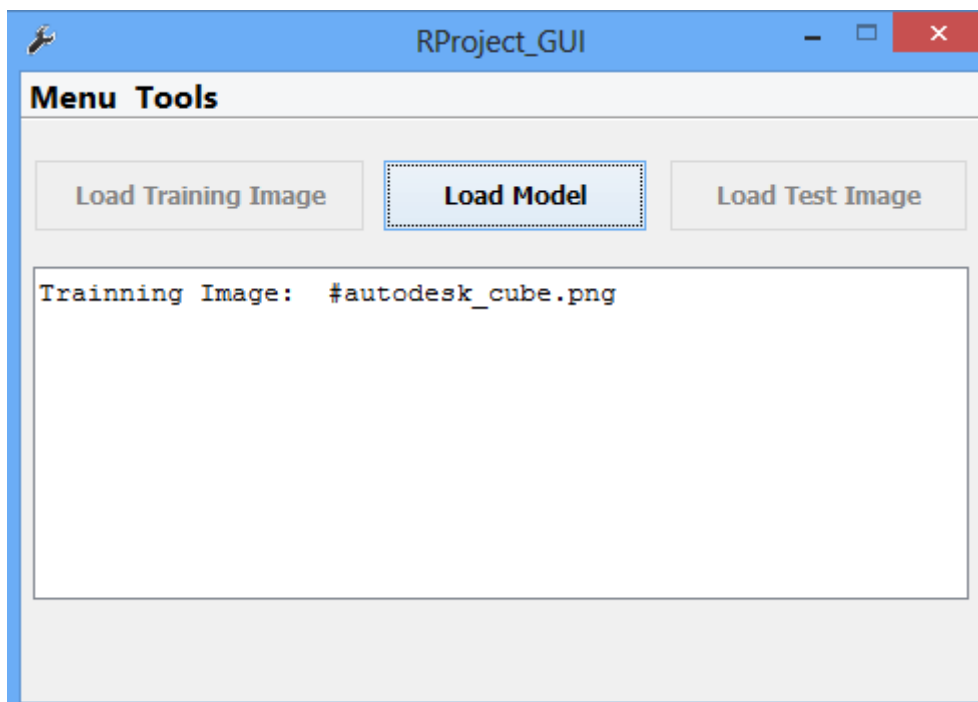 RProject_GUI
Menu Tools
Load Training Image Load Model Load Test Image
Trainning Image: #autodesk_cube.png